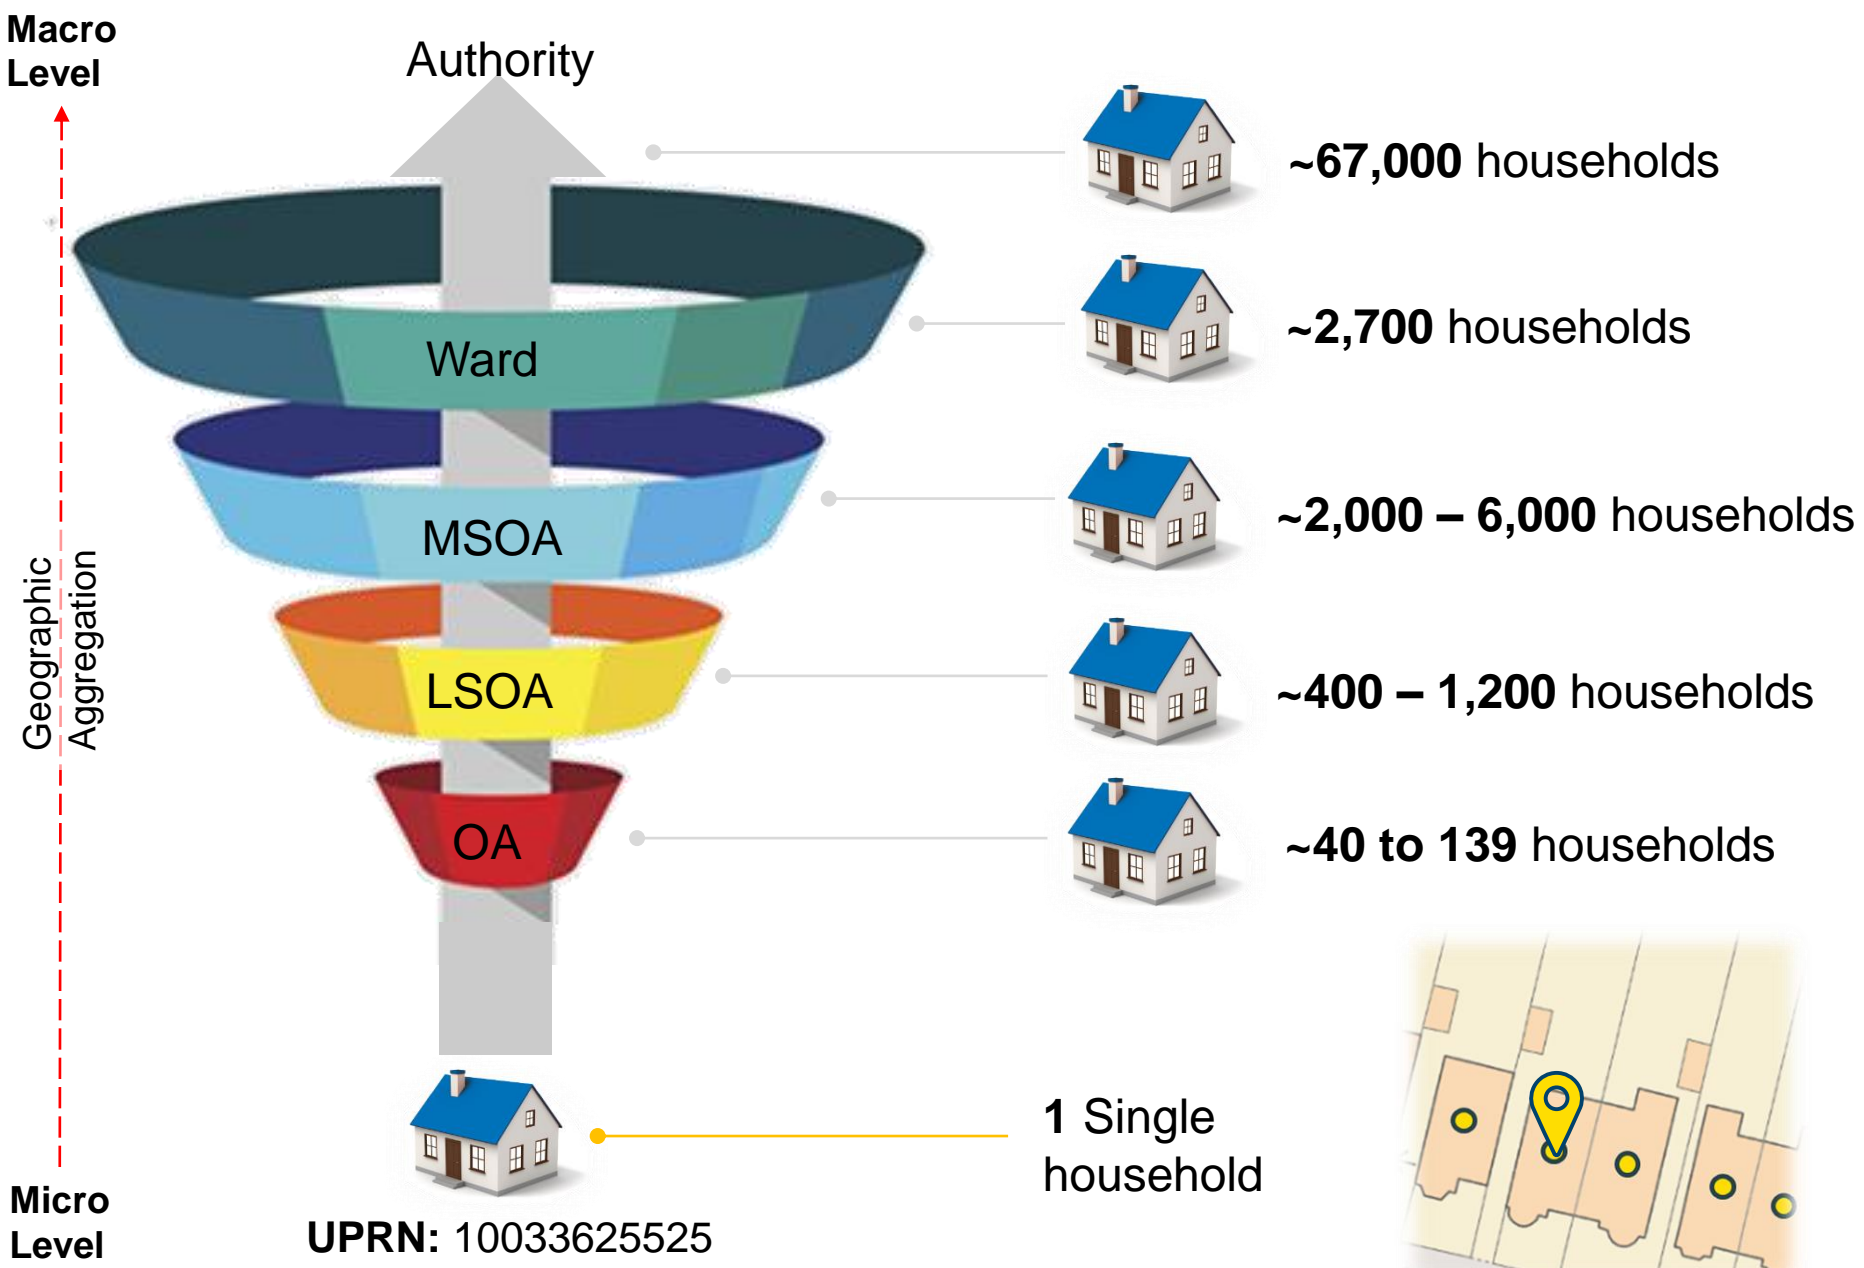 Macro
Level
Authority
~67,000 households
~2,700 households
Ward
~2,000 – 6,000 households
MSOA
Geographic
Aggregation
~400 – 1,200 households
LSOA
~40 to 139 households
OA
1 Single
household
Micro
Level
UPRN: 10033625525